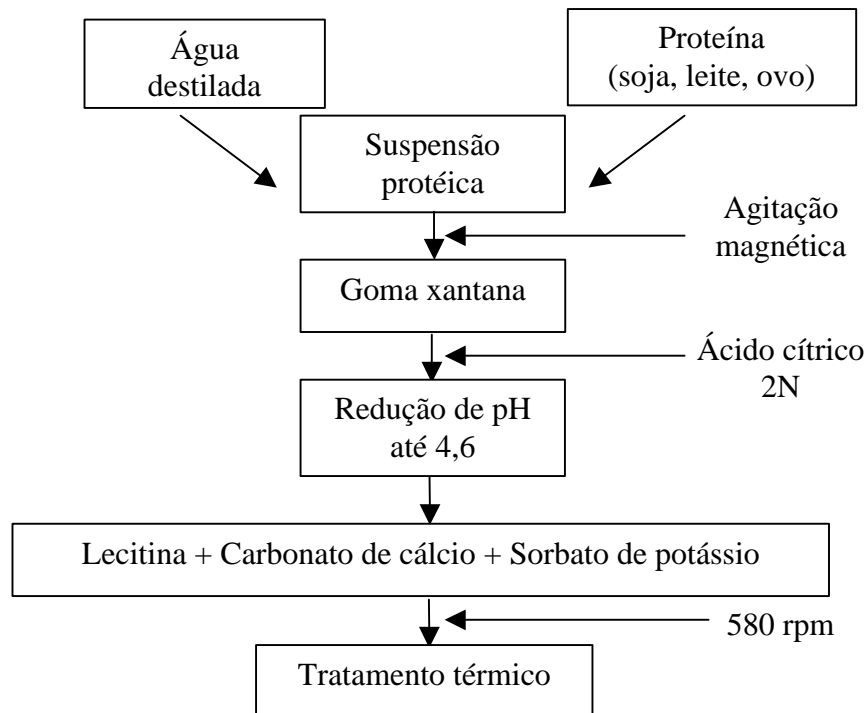 Água
destilada
Proteína
(soja, leite, ovo)
Suspensão
protéica
Agitação
magnética
Goma xantana
Ácido cítrico
2N
Redução de pH
até 4,6
Lecitina + Carbonato de cálcio + Sorbato de potássio
580 rpm
Tratamento térmico